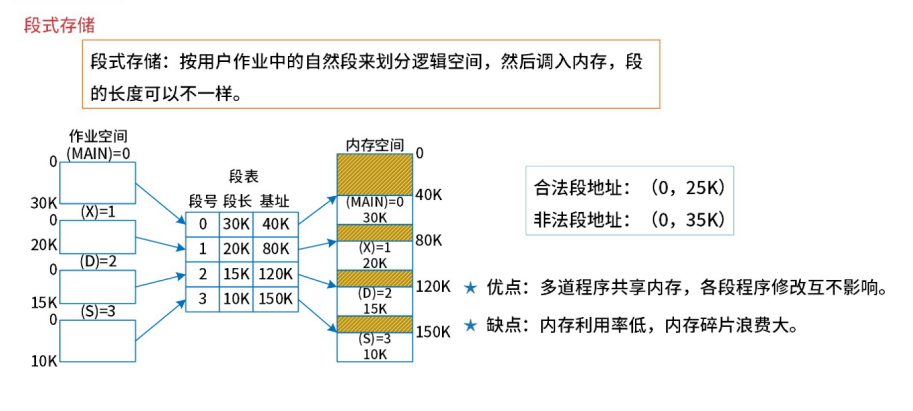 段式存储
段式存储：按用户作业中的自然段来划分逻辑空间，然后调入内存，段
的长度可以不一样。
作业空间
(MAIN)=0
0
30K
(X)=1
0
20K
(D)=2
0
15K
(S)=3
0
10K
段表
段号 段长 基址
0 30K 40K
1 20K 80K
2 15K 120K
3 10K 150K
内存空间
0
40K
(MAIN)=0
30K
80K
(X)=1
20K
120K
(D)=2
15K
150K
(S)=3
10K
合法段地址：（0，25K）
非法段地址：（0，35K）
★ 优点：多道程序共享内存，各段程序修改互不影响。
★ 缺点：内存利用率低，内存碎片浪费大。